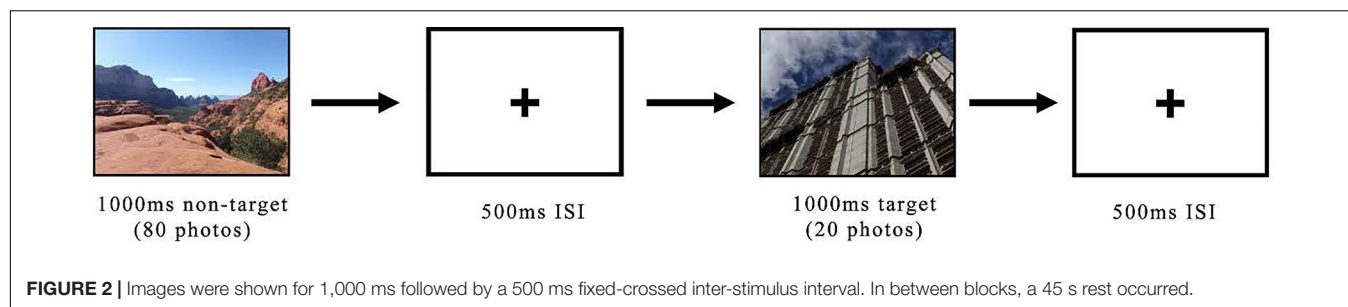 1000ms non-target
(80 photos)
500ms ISI
1000ms target
(20 photos)
500ms ISI
FIGURE 2 | Images were shown for 1,000 ms followed by a 500 ms fixed-crossed inter-stimulus interval. In between blocks, a 45 s rest occurred.